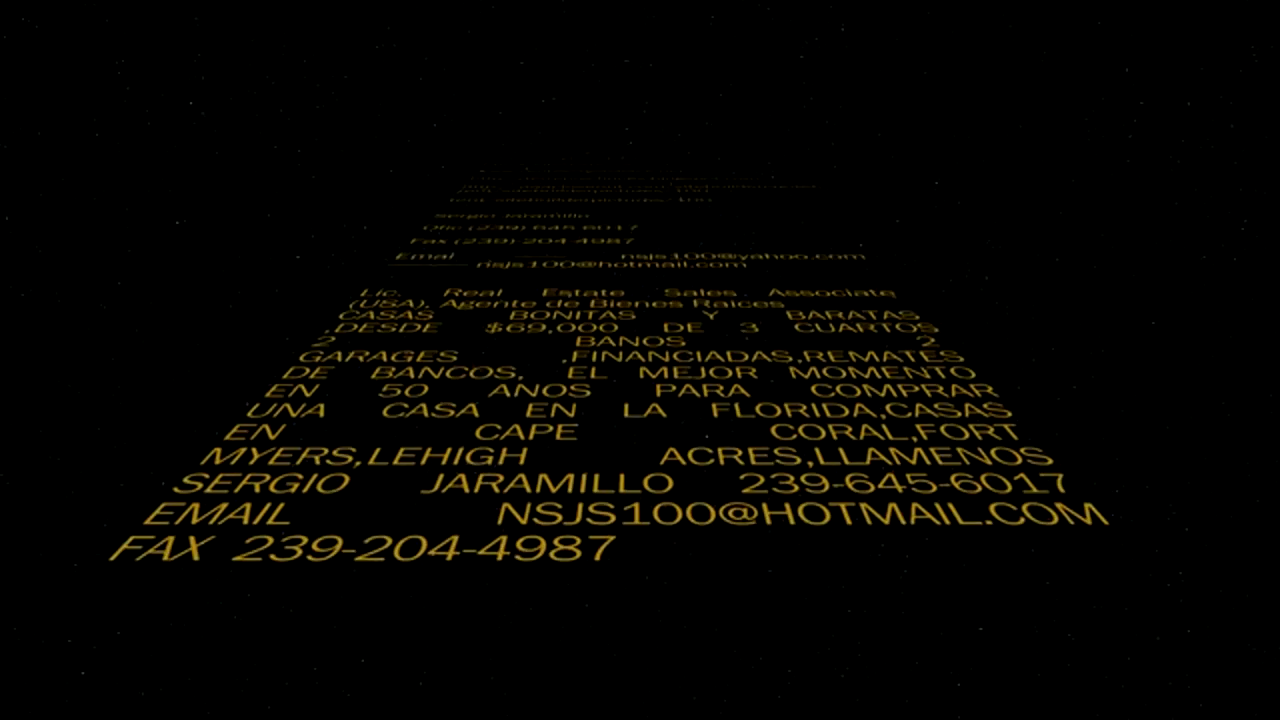 Sergio Jaramillo
Ofic (239) 645 6017
Fax (239) 204-4987
Email nsjs100@yahoo.com
nsjs100@hotmail.com
Lic. Real Estate Sales Associate
(USA). Agente de Bienes Raices
CASAS BONITAS Y BARATAS
,DESDE $69,000 DE 3 CUARTOS
2 BANOS 2
GARAGES ,FINANCIADAS,REMATES
DE BANCOS, EL MEJOR MOMENTO
EN 50 ANOS PARA COMPRAR
UNA CASA EN LA FLORIDA,CASAS
EN CAPE CORAL,FORT
MYERS,LEHIGH ACRES,LLAMENOS
SERGIO JARAMILLO 239-645-6017
EMAIL NSJS100@HOTMAIL.COM
FAX 239-204-4987